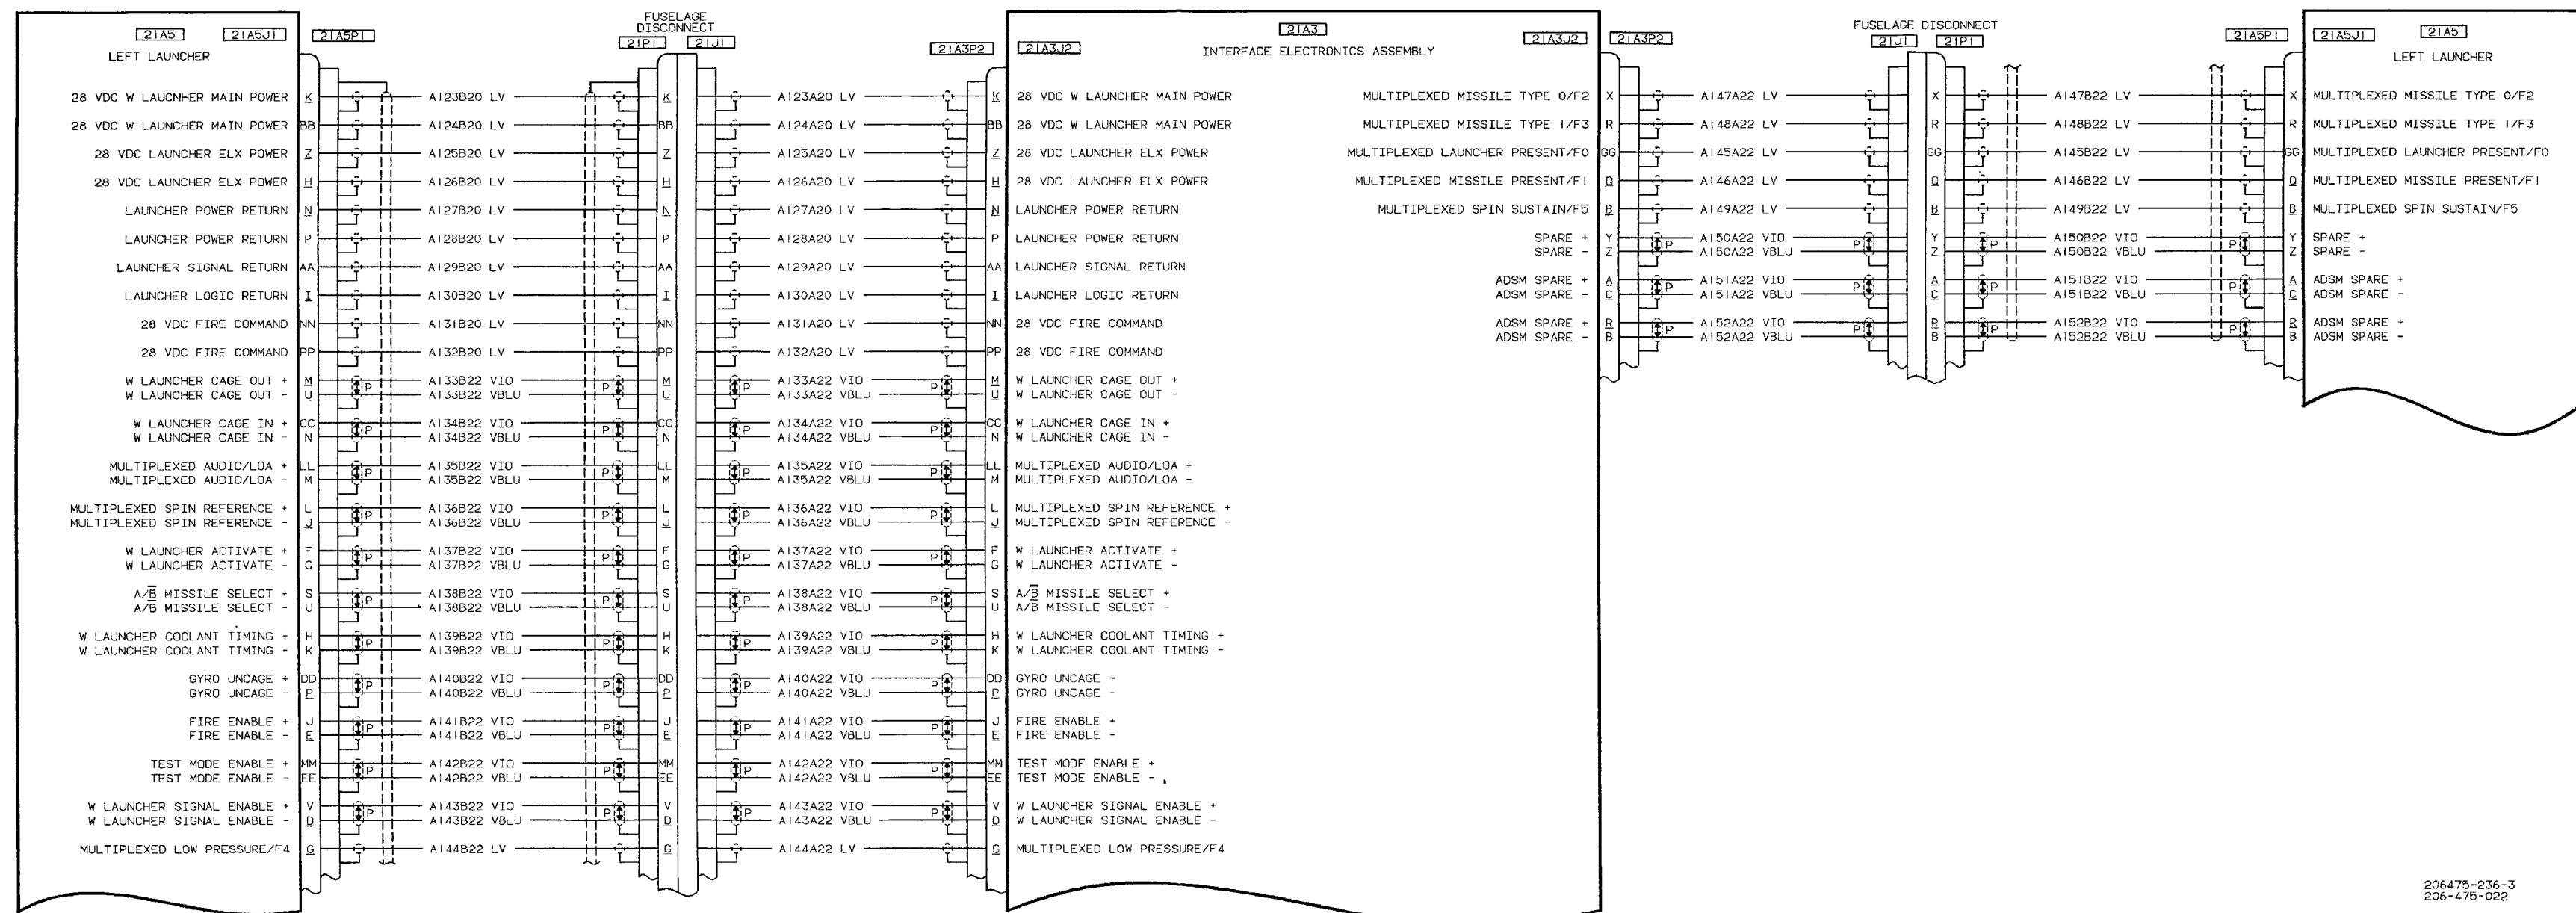 FUSELAGE
DISCONNECT
21A5 21A5J1 21A5P1 21P1 21J1 21A3P2 21A3J2 21A3 21A3J2 21A3P2
LEFT LAUNCHER
INTERFACE ELECTRONICS ASSEMBLY
28 VDC W LAUCNHER MAIN POWER K A123B20 LV K A123A20 LV K 28 VDC W LAUNCHER MAIN POWER
28 VDC W LAUNCHER MAIN POWER BB A124B20 LV BB A124A20 LV BB 28 VDC W LAUNCHER MAIN POWER
28 VDC LAUNCHER ELX POWER Z A125B20 LV Z A125A20 LV Z 28 VDC LAUNCHER ELX POWER
28 VDC LAUNCHER ELX POWER H A126B20 LV H A126A20 LV H 28 VDC LAUNCHER ELX POWER
LAUNCHER POWER RETURN N A127B20 LV N A127A20 LV N LAUNCHER POWER RETURN
LAUNCHER POWER RETURN P A128B20 LV P A128A20 LV P LAUNCHER POWER RETURN
LAUNCHER SIGNAL RETURN AA A129B20 LV AA A129A20 LV AA LAUNCHER SIGNAL RETURN
LAUNCHER LOGIC RETURN I A130B20 LV I A130A20 LV I LAUNCHER LOGIC RETURN
28 VDC FIRE COMMAND NN A131B20 LV NN A131A20 LV NN 28 VDC FIRE COMMAND
28 VDC FIRE COMMAND PP A132B20 LV PP A132A20 LV PP 28 VDC FIRE COMMAND
W LAUNCHER CAGE OUT + M P A133B22 VIO P M P A133A22 VIO P M W LAUNCHER CAGE OUT +
W LAUNCHER CAGE OUT - U A133B22 VBLU U A133A22 VBLU U W LAUNCHER CAGE OUT -
W LAUNCHER CAGE IN + CC P A134B22 VIO P CC P A134A22 VIO P CC W LAUNCHER CAGE IN +
W LAUNCHER CAGE IN - N A134B22 VBLU N A134A22 VBLU N W LAUNCHER CAGE IN -
MULTIPLEXED AUDIO/LOA + LL P A135B22 VIO P LL P A135A22 VIO P LL MULTIPLEXED AUDIO/LOA +
MULTIPLEXED AUDIO/LOA - M A135B22 VBLU M A135A22 VBLU M MULTIPLEXED AUDIO/LOA -
MULTIPLEXED SPIN REFERENCE + L P A136B22 VIO P L P A136A22 VIO P L MULTIPLEXED SPIN REFERENCE +
MULTIPLEXED SPIN REFERENCE - J A136B22 VBLU J A136A22 VBLU J MULTIPLEXED SPIN REFERENCE -
W LAUNCHER ACTIVATE + F P A137B22 VIO P F P A137A22 VIO P F W LAUNCHER ACTIVATE +
W LAUNCHER ACTIVATE - G A137B22 VBLU G A137A22 VBLU G W LAUNCHER ACTIVATE -
A/B̅ MISSILE SELECT + S P A138B22 VIO P S P A138A22 VIO P S A/B̅ MISSILE SELECT +
A/B̅ MISSILE SELECT - U A138B22 VBLU U A138A22 VBLU U A/B̅ MISSILE SELECT -
W LAUNCHER COOLANT TIMING + H P A139B22 VIO P H P A139A22 VIO P H W LAUNCHER COOLANT TIMING +
W LAUNCHER COOLANT TIMING - K A139B22 VBLU K A139A22 VBLU K W LAUNCHER COOLANT TIMING -
GYRO UNCAGE + DD P A140B22 VIO P DD P A140A22 VIO P DD GYRO UNCAGE +
GYRO UNCAGE - P A140B22 VBLU P A140A22 VBLU P GYRO UNCAGE -
FIRE ENABLE + J P A141B22 VIO P J P A141A22 VIO P J FIRE ENABLE +
FIRE ENABLE - E A141B22 VBLU E A141A22 VBLU E FIRE ENABLE -
TEST MODE ENABLE + MM P A142B22 VIO P MM P A142A22 VIO P MM TEST MODE ENABLE +
TEST MODE ENABLE - EE A142B22 VBLU EE A142A22 VBLU EE TEST MODE ENABLE -
W LAUNCHER SIGNAL ENABLE + V P A143B22 VIO P V P A143A22 VIO P V W LAUNCHER SIGNAL ENABLE +
W LAUNCHER SIGNAL ENABLE - D A143B22 VBLU D A143A22 VBLU D W LAUNCHER SIGNAL ENABLE -
MULTIPLEXED LOW PRESSURE/F4 G A144B22 LV G A144A22 LV G MULTIPLEXED LOW PRESSURE/F4
FUSELAGE DISCONNECT
21J1 21P1 21A5P1 21A5J1 21A5
LEFT LAUNCHER
MULTIPLEXED MISSILE TYPE 0/F2 X A147A22 LV X A147B22 LV X MULTIPLEXED MISSILE TYPE 0/F2
MULTIPLEXED MISSILE TYPE 1/F3 R A148A22 LV R A148B22 LV R MULTIPLEXED MISSILE TYPE 1/F3
MULTIPLEXED LAUNCHER PRESENT/F0 GG A145A22 LV GG A145B22 LV GG MULTIPLEXED LAUNCHER PRESENT/F0
MULTIPLEXED MISSILE PRESENT/F1 Q A146A22 LV Q A146B22 LV Q MULTIPLEXED MISSILE PRESENT/F1
MULTIPLEXED SPIN SUSTAIN/F5 B A149A22 LV B A149B22 LV B MULTIPLEXED SPIN SUSTAIN/F5
SPARE + Y P A150A22 VIO P Y P A150B22 VIO P Y SPARE +
SPARE - Z A150A22 VBLU Z A150B22 VBLU Z SPARE -
ADSM SPARE + A P A151A22 VIO P A P A151B22 VIO P A ADSM SPARE +
ADSM SPARE - C A151A22 VBLU C A151B22 VBLU C ADSM SPARE -
ADSM SPARE + R P A152A22 VIO P R P A152B22 VIO P R ADSM SPARE +
ADSM SPARE - B A152A22 VBLU B A152B22 VBLU B ADSM SPARE -
206475-236-3
206-475-022